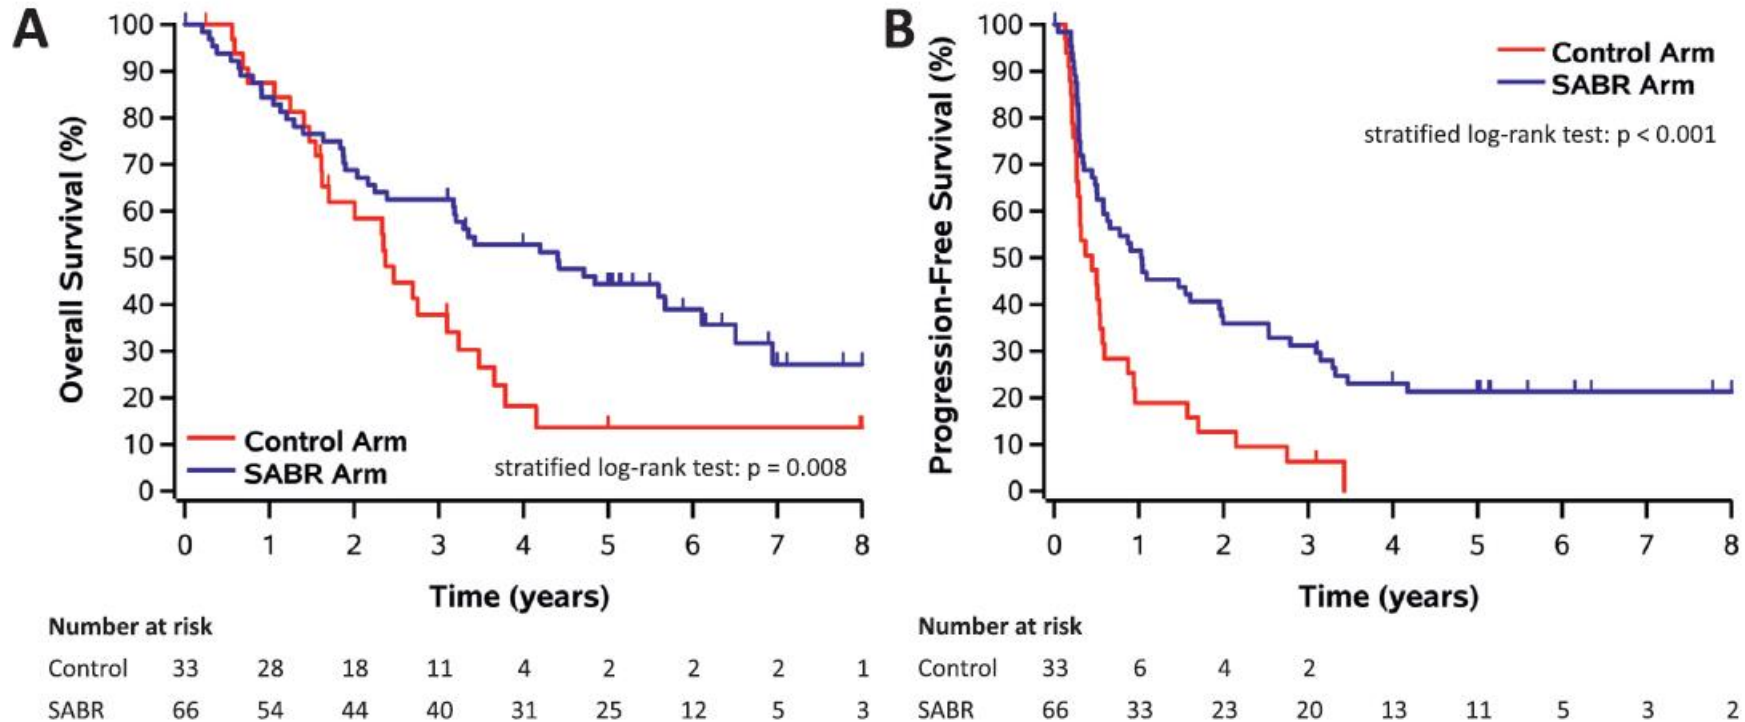 A
Overall Survival (%)
100
90
80
70
60
50
40
30
20
10
0
Control Arm
SABR Arm
stratified log-rank test: p = 0.008
0 1 2 3 4 5 6 7 8
Time (years)
Number at risk
Control 33 28 18 11 4 2 2 2 1
SABR 66 54 44 40 31 25 12 5 3
B
Progression-Free Survival (%)
100
90
80
70
60
50
40
30
20
10
0
Control Arm
SABR Arm
stratified log-rank test: p < 0.001
0 1 2 3 4 5 6 7 8
Time (years)
Number at risk
Control 33 6 4 2
SABR 66 33 23 20 13 11 5 3 2